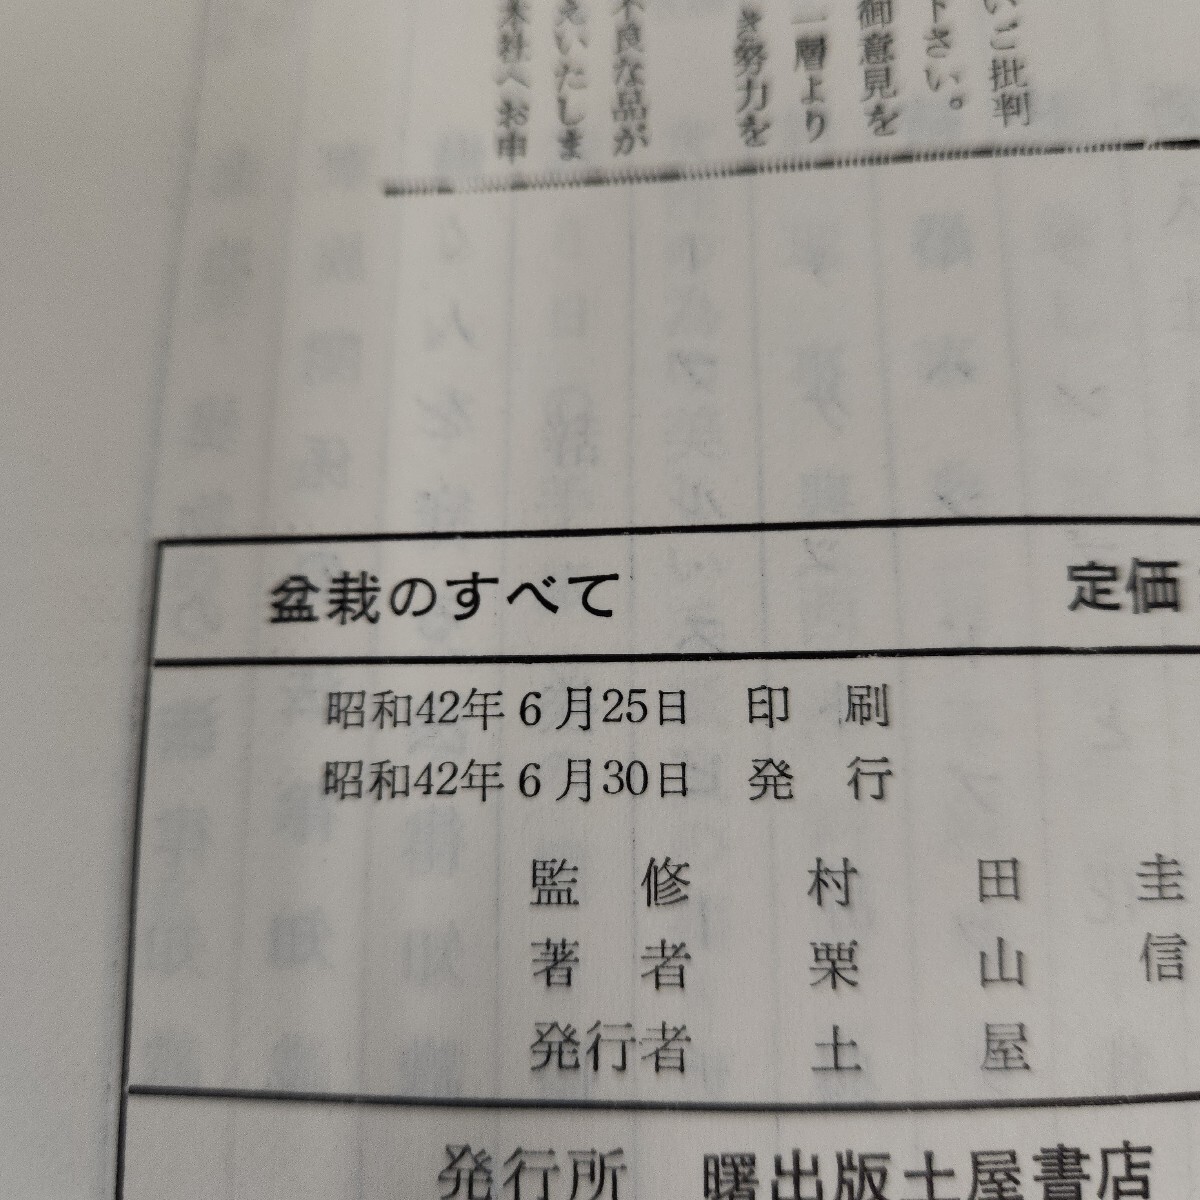 いご批判
下さい。
御意見を
一層より
き努力を
不良な品が
えいたしま
本社へお申
盆栽のすべて　定価
昭和42年6月25日　印　刷
昭和42年6月30日　発　行
監　修　村　田　圭
著　者　栗　山　信
発行者　土　屋
発行所　曙出版土屋書店